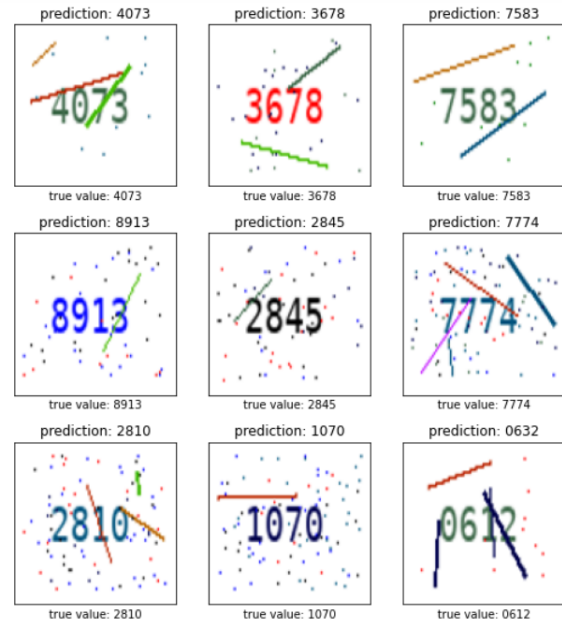 prediction: 4073 prediction: 3678 prediction: 7583
4073 3678 7583
true value: 4073 true value: 3678 true value: 7583
prediction: 8913 prediction: 2845 prediction: 7774
8913 2845 7774
true value: 8913 true value: 2845 true value: 7774
prediction: 2810 prediction: 1070 prediction: 0632
2810 1070 0612
true value: 2810 true value: 1070 true value: 0612